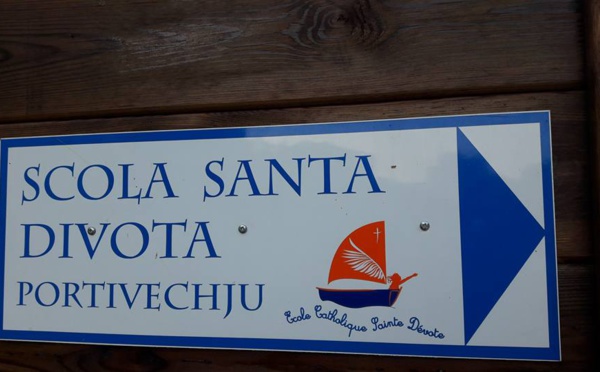 SCOLA SANTA
DIVOTA
PORTIVECHJU
Ecole Catholique Sainte Dévote